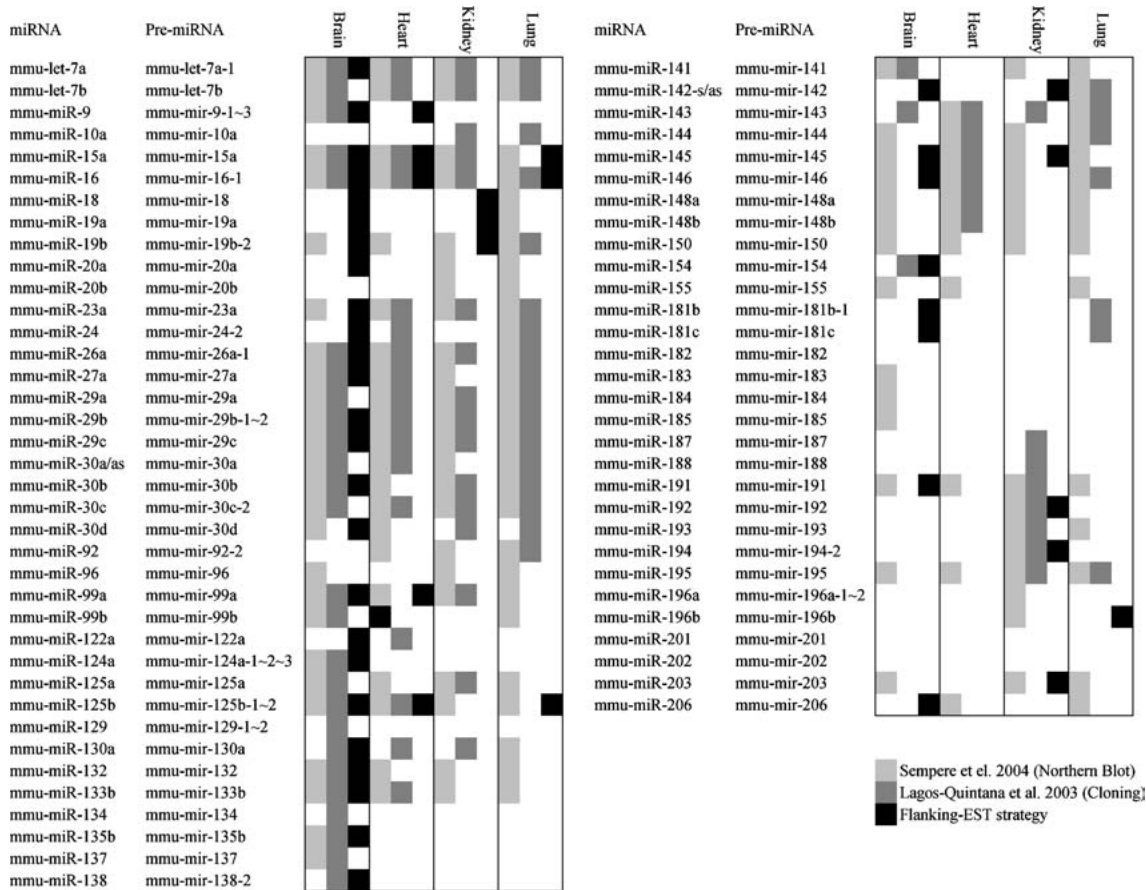 miRNA Pre-miRNA Brain Heart Kidney Lung
mmu-let-7a mmu-let-7a-1
mmu-let-7b mmu-let-7b
mmu-miR-9 mmu-mir-9-1~3
mmu-miR-10a mmu-mir-10a
mmu-miR-15a mmu-mir-15a
mmu-miR-16 mmu-mir-16-1
mmu-miR-18 mmu-mir-18
mmu-miR-19a mmu-mir-19a
mmu-miR-19b mmu-mir-19b-2
mmu-miR-20a mmu-mir-20a
mmu-miR-20b mmu-mir-20b
mmu-miR-23a mmu-mir-23a
mmu-miR-24 mmu-mir-24-2
mmu-miR-26a mmu-mir-26a-1
mmu-miR-27a mmu-mir-27a
mmu-miR-29a mmu-mir-29a
mmu-miR-29b mmu-mir-29b-1~2
mmu-miR-29c mmu-mir-29c
mmu-miR-30a/as mmu-mir-30a
mmu-miR-30b mmu-mir-30b
mmu-miR-30c mmu-mir-30c-2
mmu-miR-30d mmu-mir-30d
mmu-miR-92 mmu-mir-92-2
mmu-miR-96 mmu-mir-96
mmu-miR-99a mmu-mir-99a
mmu-miR-99b mmu-mir-99b
mmu-miR-122a mmu-mir-122a
mmu-miR-124a mmu-mir-124a-1~2~3
mmu-miR-125a mmu-mir-125a
mmu-miR-125b mmu-mir-125b-1~2
mmu-miR-129 mmu-mir-129-1~2
mmu-miR-130a mmu-mir-130a
mmu-miR-132 mmu-mir-132
mmu-miR-133b mmu-mir-133b
mmu-miR-134 mmu-mir-134
mmu-miR-135b mmu-mir-135b
mmu-miR-137 mmu-mir-137
mmu-miR-138 mmu-mir-138-2
miRNA Pre-miRNA Brain Heart Kidney Lung
mmu-miR-141 mmu-mir-141
mmu-miR-142-s/as mmu-mir-142
mmu-miR-143 mmu-mir-143
mmu-miR-144 mmu-mir-144
mmu-miR-145 mmu-mir-145
mmu-miR-146 mmu-mir-146
mmu-miR-148a mmu-mir-148a
mmu-miR-148b mmu-mir-148b
mmu-miR-150 mmu-mir-150
mmu-miR-154 mmu-mir-154
mmu-miR-155 mmu-mir-155
mmu-miR-181b mmu-mir-181b-1
mmu-miR-181c mmu-mir-181c
mmu-miR-182 mmu-mir-182
mmu-miR-183 mmu-mir-183
mmu-miR-184 mmu-mir-184
mmu-miR-185 mmu-mir-185
mmu-miR-187 mmu-mir-187
mmu-miR-188 mmu-mir-188
mmu-miR-191 mmu-mir-191
mmu-miR-192 mmu-mir-192
mmu-miR-193 mmu-mir-193
mmu-miR-194 mmu-mir-194-2
mmu-miR-195 mmu-mir-195
mmu-miR-196a mmu-mir-196a-1~2
mmu-miR-196b mmu-mir-196b
mmu-miR-201 mmu-mir-201
mmu-miR-202 mmu-mir-202
mmu-miR-203 mmu-mir-203
mmu-miR-206 mmu-mir-206
Sempere et el. 2004 (Northern Blot)
Lagos-Quintana et al. 2003 (Cloning)
Flanking-EST strategy